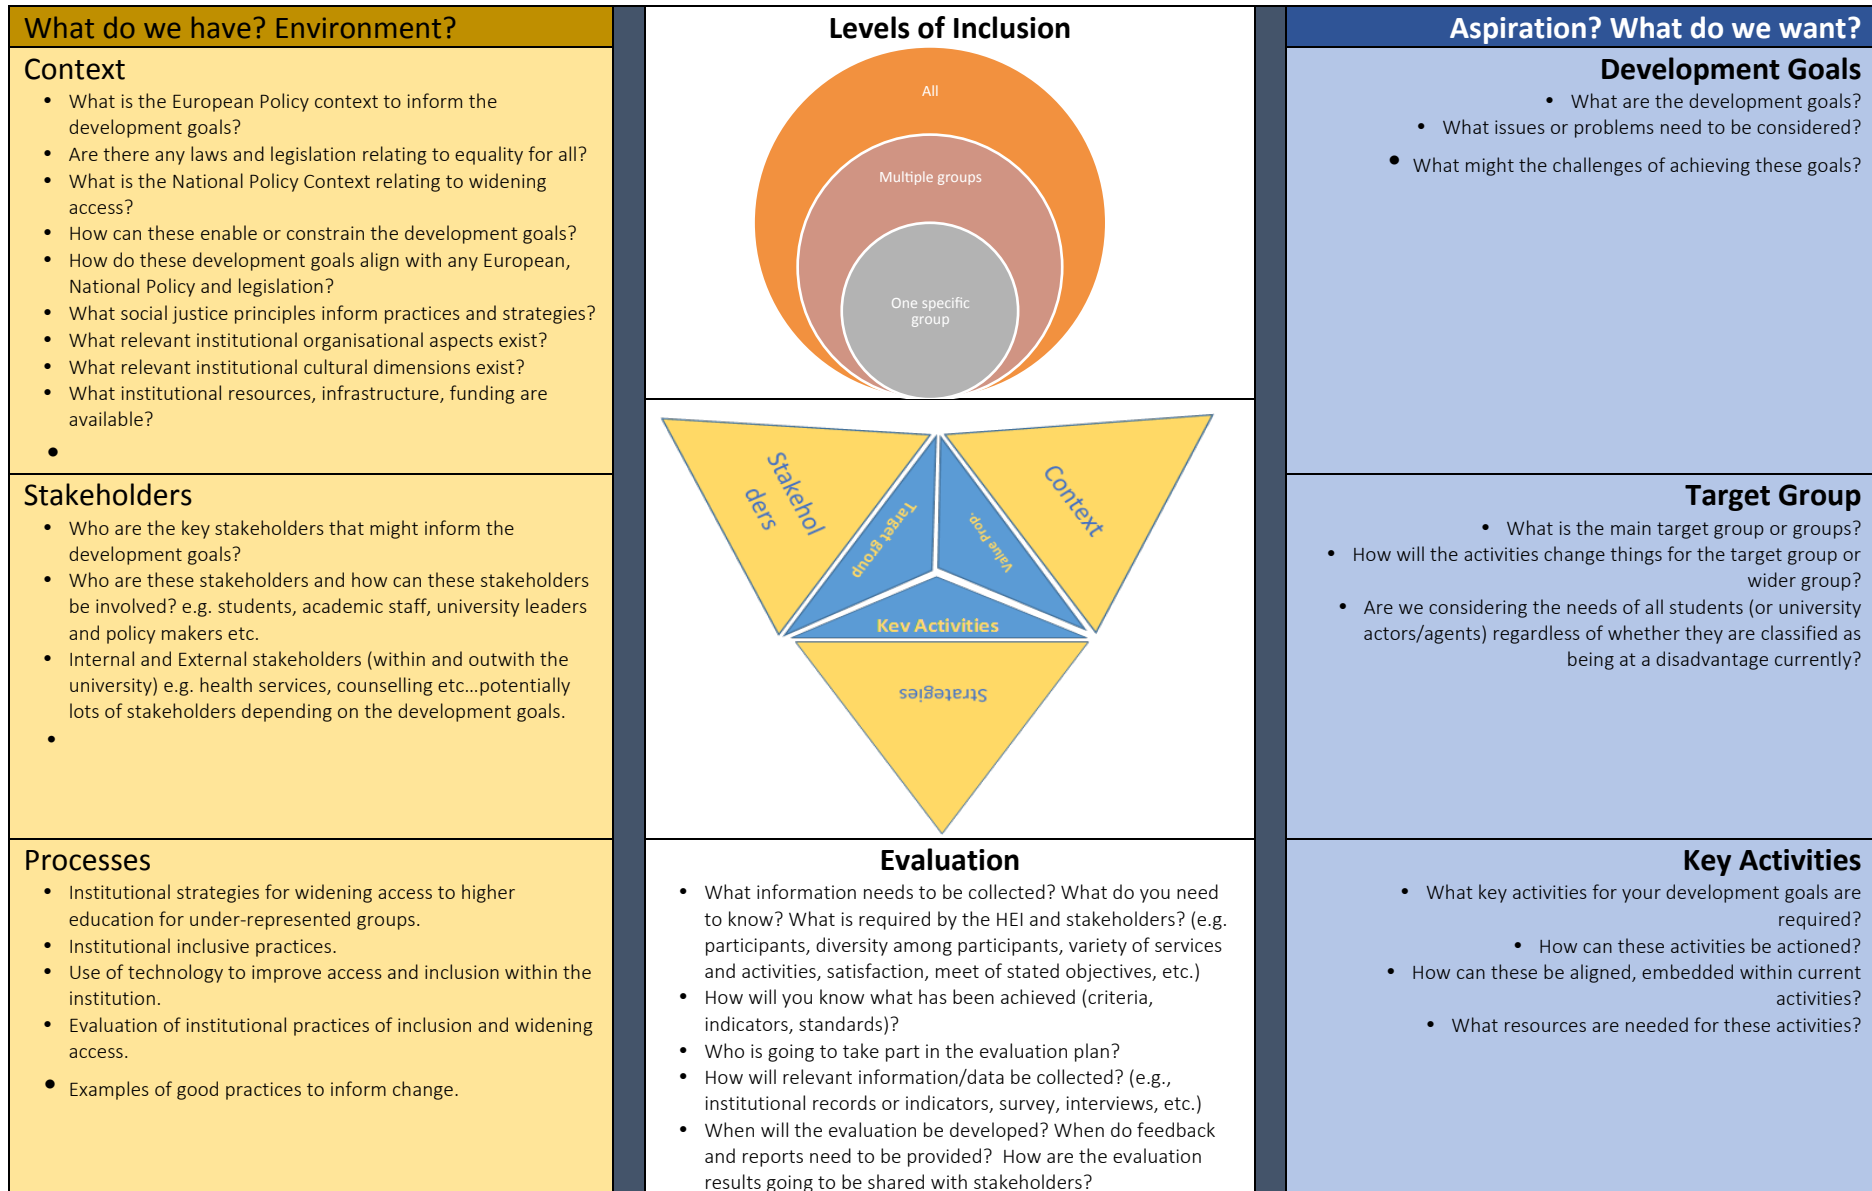 What do we have? Environment?
Context
• What is the European Policy context to inform the
development goals?
• Are there any laws and legislation relating to equality for all?
• What is the National Policy Context relating to widening
access?
• How can these enable or constrain the development goals?
• How do these development goals align with any European,
National Policy and legislation?
• What social justice principles inform practices and strategies?
• What relevant institutional organisational aspects exist?
• What relevant institutional cultural dimensions exist?
• What institutional resources, infrastructure, funding are
available?
•
Stakeholders
• Who are the key stakeholders that might inform the
development goals?
• Who are these stakeholders and how can these stakeholders
be involved? e.g. students, academic staff, university leaders
and policy makers etc.
• Internal and External stakeholders (within and outwith the
university) e.g. health services, counselling etc...potentially
lots of stakeholders depending on the development goals.
•
Processes
• Institutional strategies for widening access to higher
education for under-represented groups.
• Institutional inclusive practices.
• Use of technology to improve access and inclusion within the
institution.
• Evaluation of institutional practices of inclusion and widening
access.
• Examples of good practices to inform change.
Levels of Inclusion
All
Multiple groups
One specific
group
Stakehol
ders
Target group
Value Prop.
Context
Key Activities
Strategies
Evaluation
• What information needs to be collected? What do you need
to know? What is required by the HEI and stakeholders? (e.g.
participants, diversity among participants, variety of services
and activities, satisfaction, meet of stated objectives, etc.)
• How will you know what has been achieved (criteria,
indicators, standards)?
• Who is going to take part in the evaluation plan?
• How will relevant information/data be collected? (e.g.,
institutional records or indicators, survey, interviews, etc.)
• When will the evaluation be developed? When do feedback
and reports need to be provided?  How are the evaluation
results going to be shared with stakeholders?
Aspiration? What do we want?
Development Goals
• What are the development goals?
• What issues or problems need to be considered?
• What might the challenges of achieving these goals?
Target Group
• What is the main target group or groups?
• How will the activities change things for the target group or
wider group?
• Are we considering the needs of all students (or university
actors/agents) regardless of whether they are classified as
being at a disadvantage currently?
Key Activities
• What key activities for your development goals are
required?
• How can these activities be actioned?
• How can these be aligned, embedded within current
activities?
• What resources are needed for these activities?